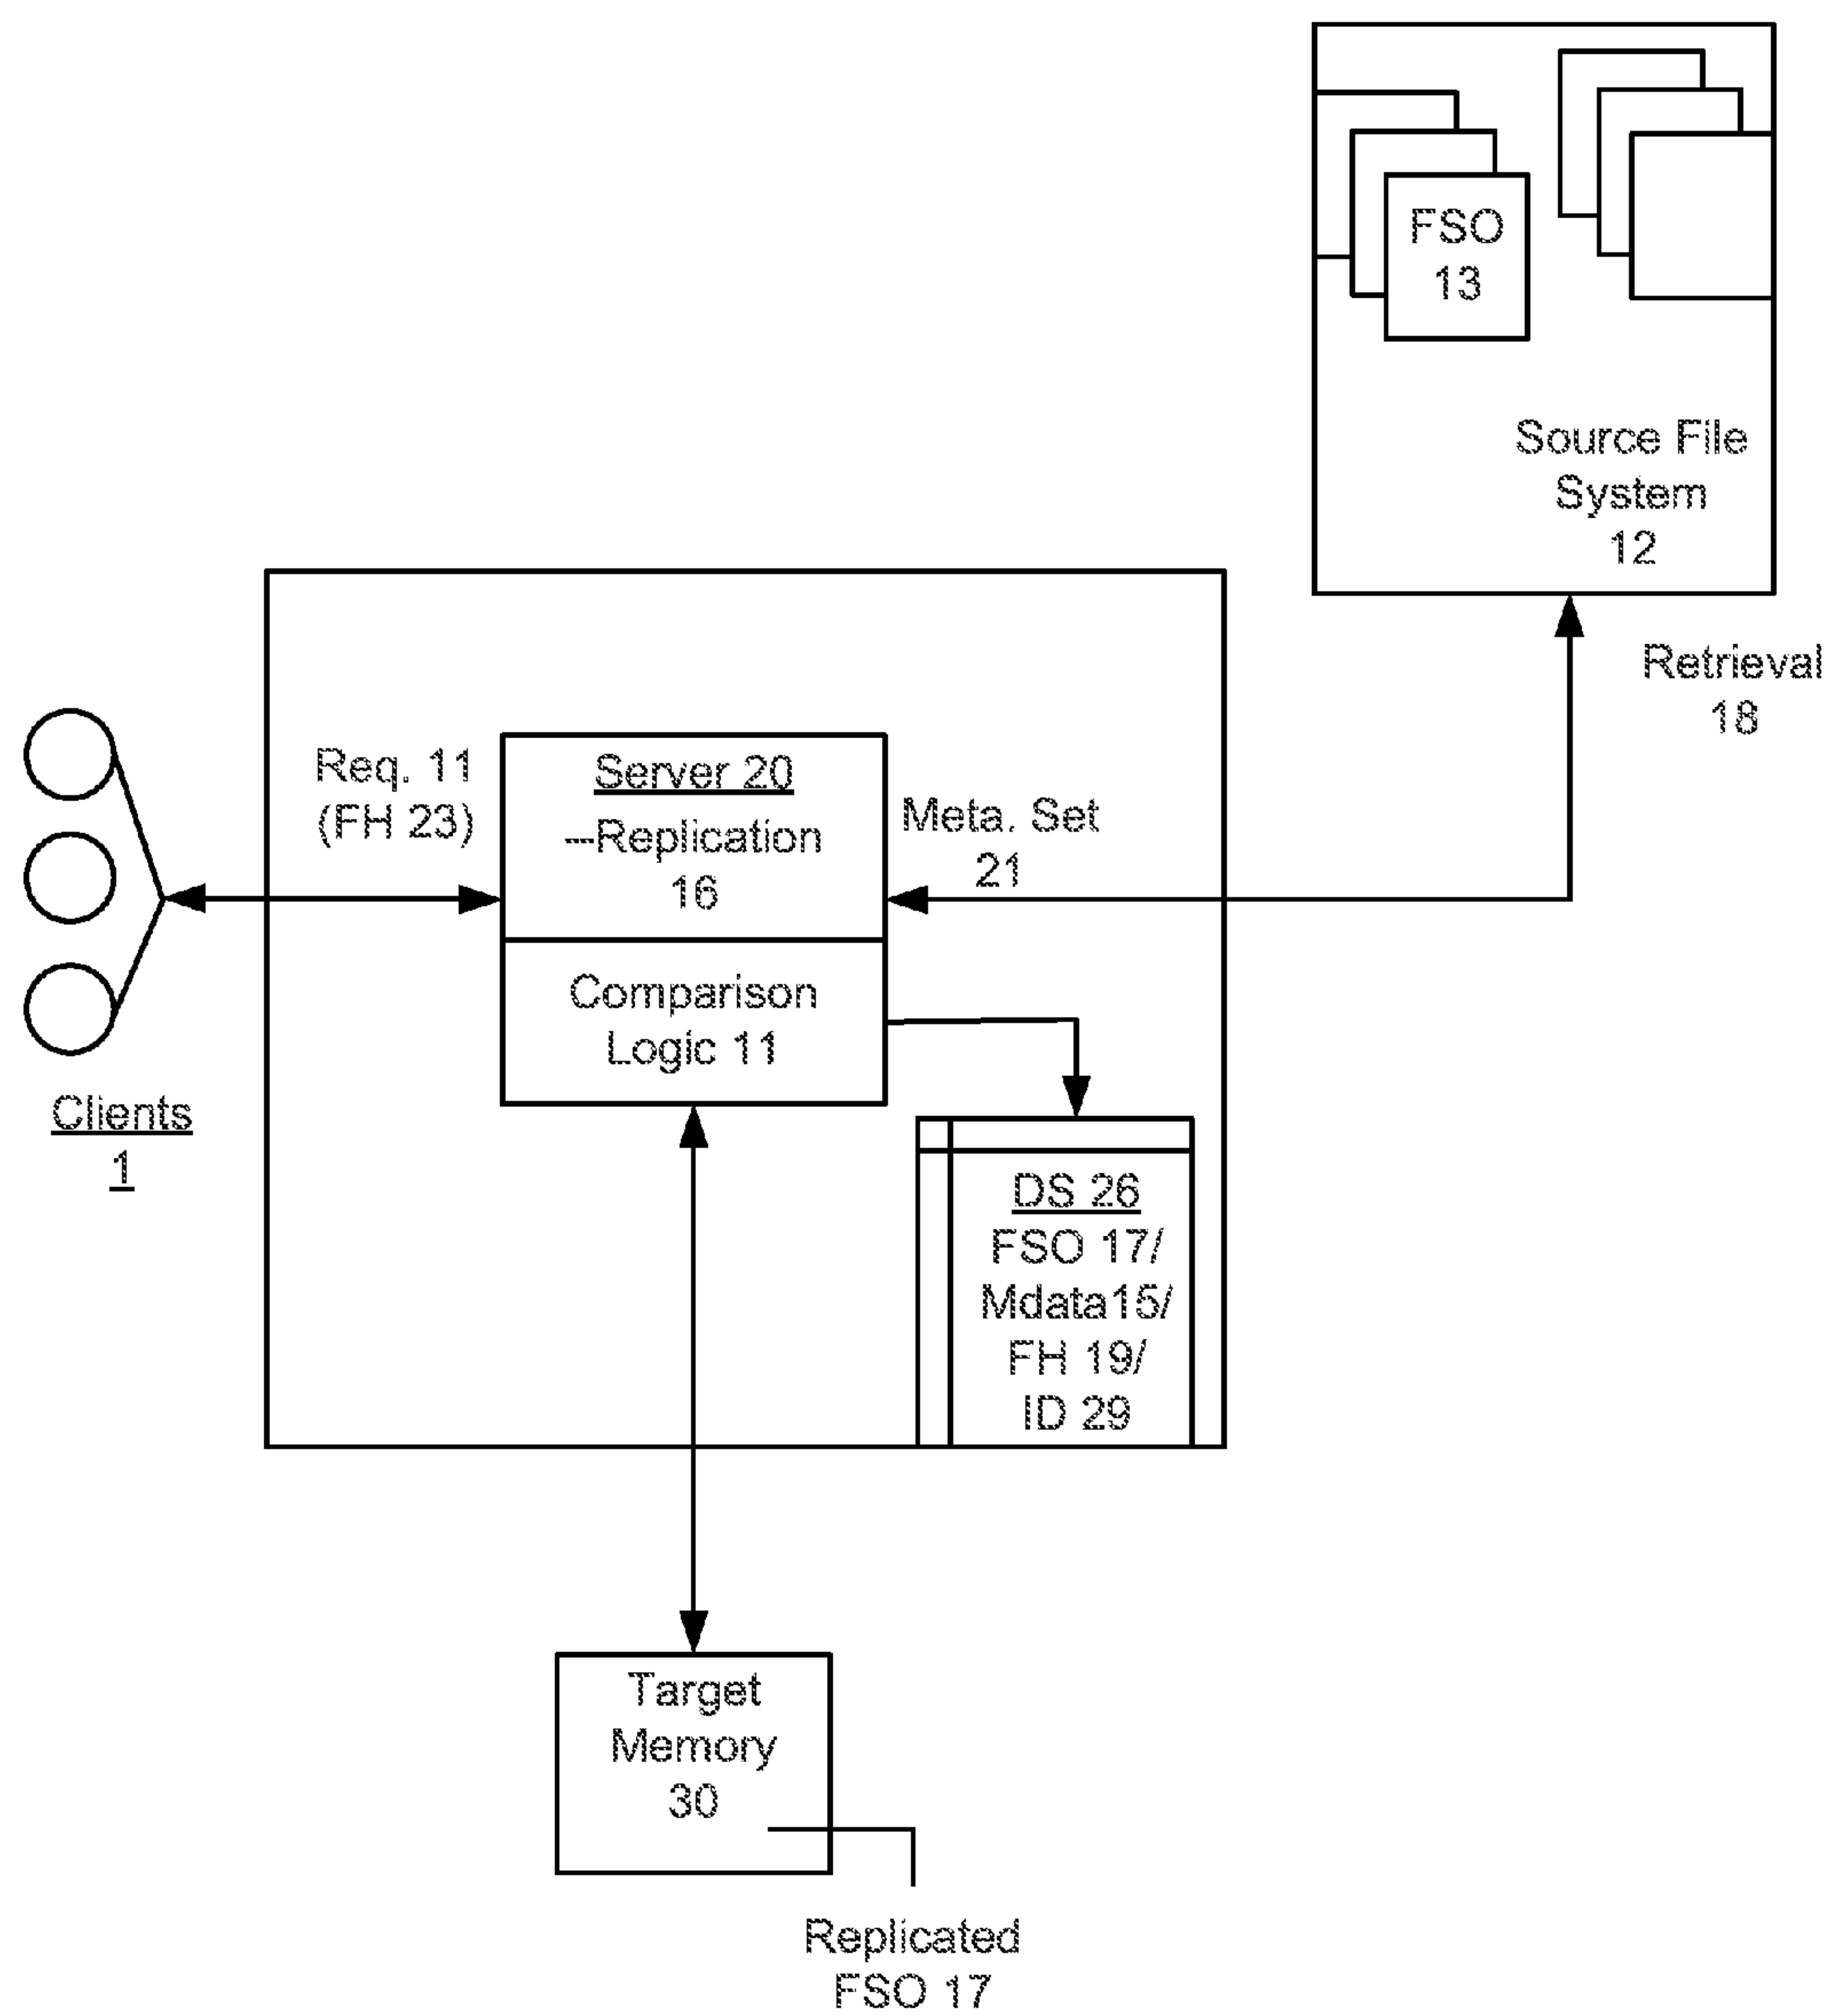 FSO
13
Source File
System
12
Retrieval
18
Req. 11
(FH 23)
Server 20
---Replication
16
Meta. Set
21
Comparison
Logic 11
Clients
1
DS 26
FSO 17/
Mdata15/
FH 19/
ID 29
Target
Memory
30
Replicated
FSO 17